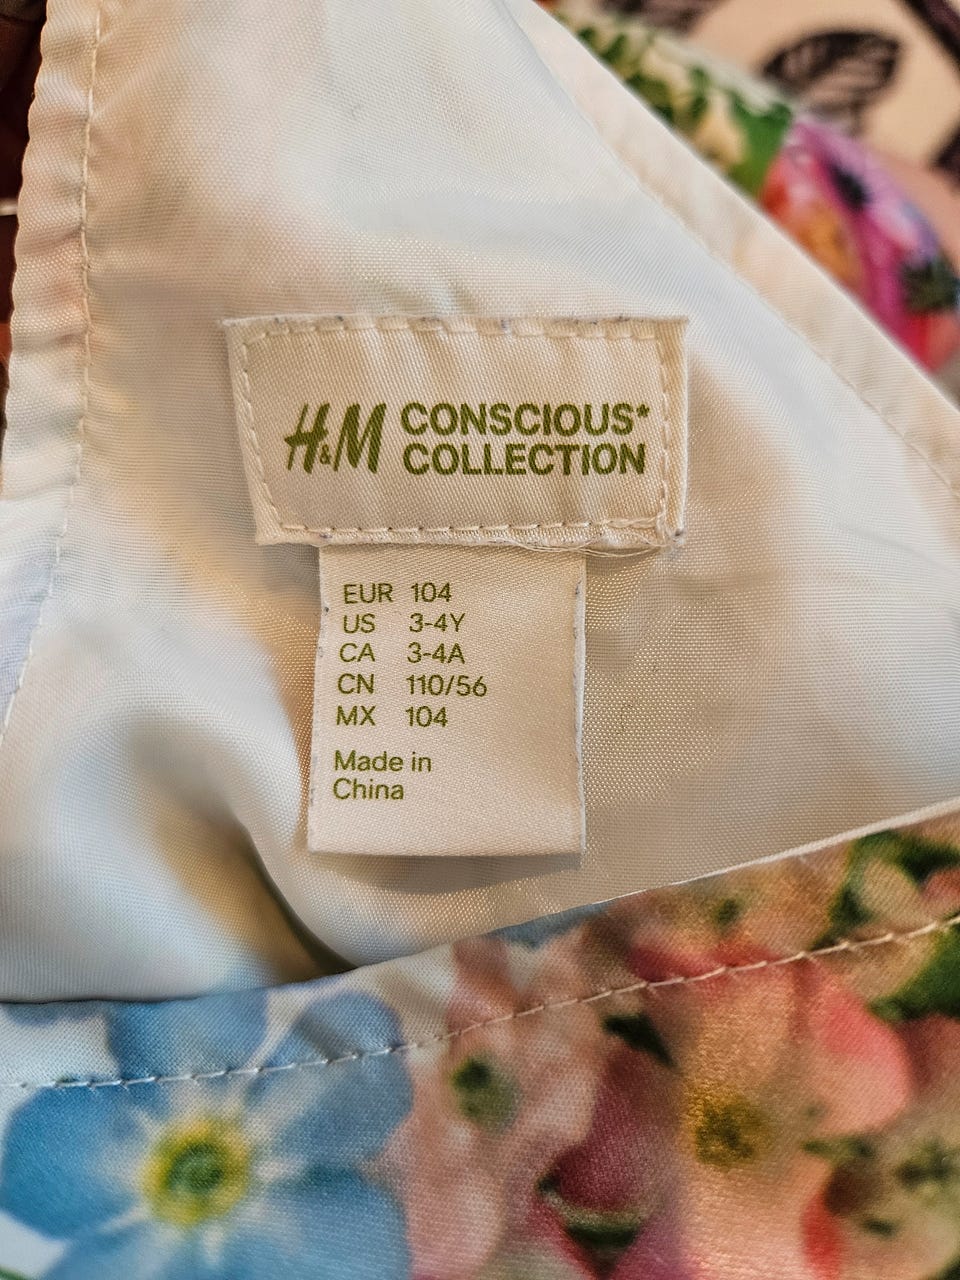 H&M CONSCIOUS*
COLLECTION
EUR 104
US 3-4Y
CA 3-4A
CN 110/56
MX 104
Made in
China